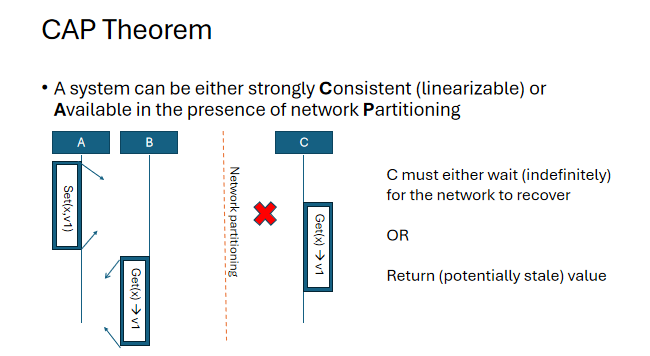 CAP Theorem
• A system can be either strongly Consistent (linearizable) or
Available in the presence of network Partitioning
A
B
C
Set(x,v1)
Get(x) → v1
Network partitioning
Get(x) → v1
C must either wait (indefinitely)
for the network to recover
OR
Return (potentially stale) value